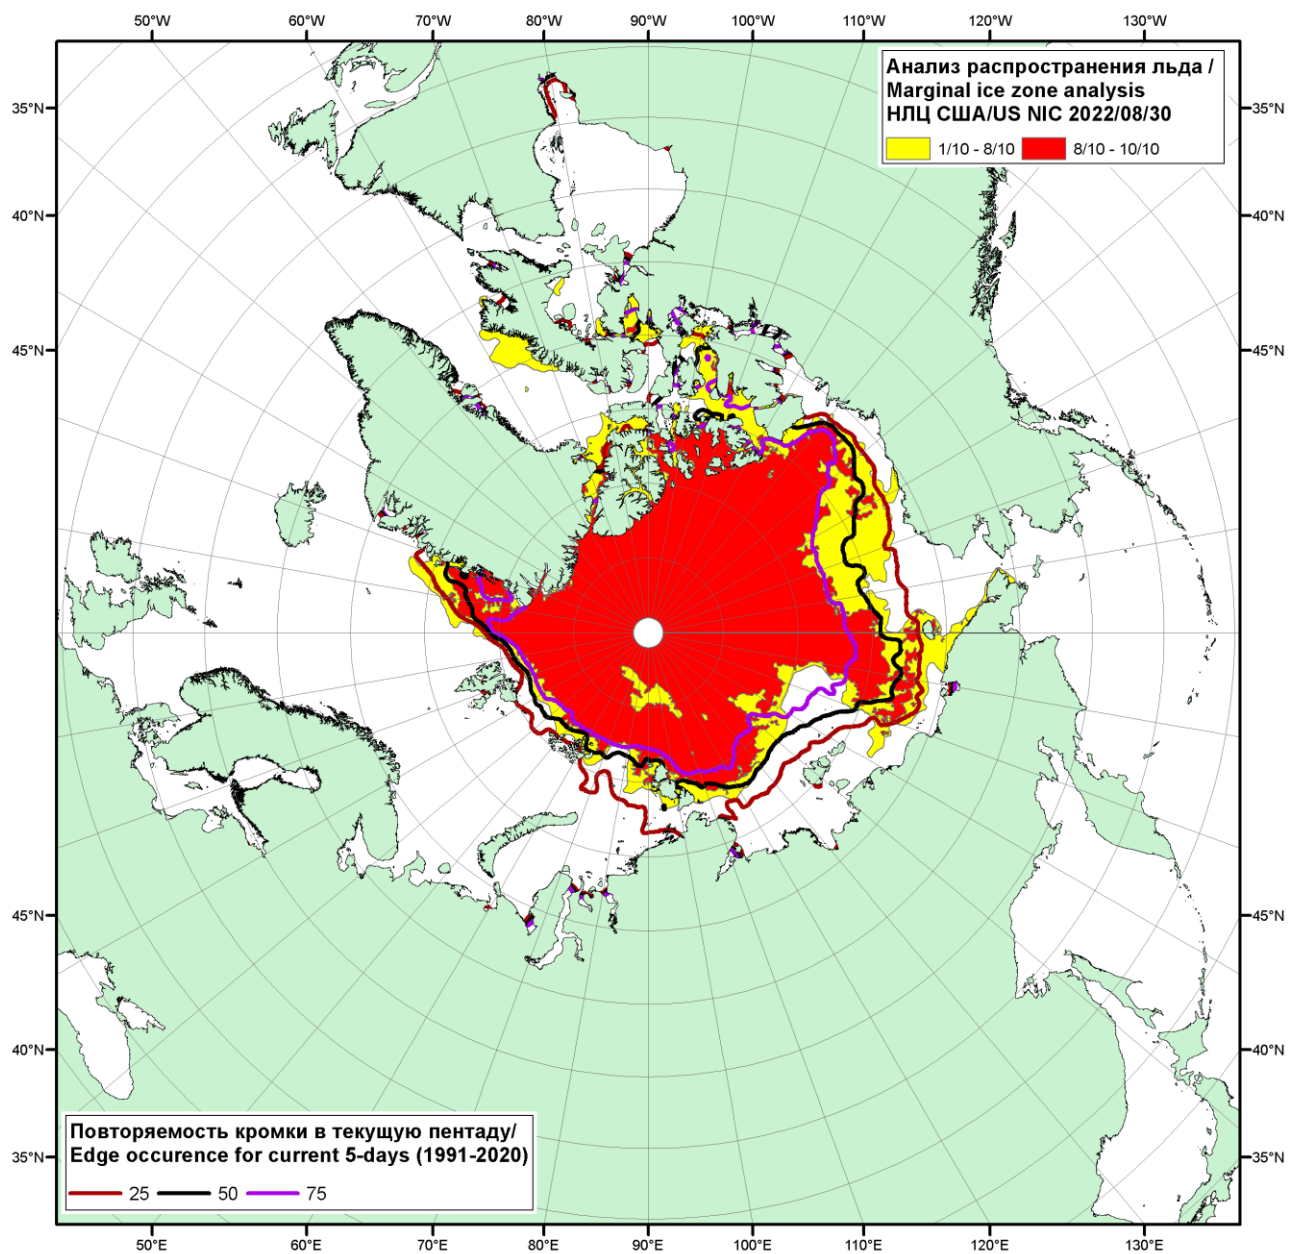 50°W 60°W 70°W 80°W 90°W 100°W 110°W 120°W 130°W
Анализ распространения льда /
Marginal ice zone analysis
НЛЦ США/US NIC 2022/08/30
1/10 - 8/10 8/10 - 10/10
35°N 35°N
40°N 40°N
45°N 45°N
45°N 45°N
40°N 40°N
35°N 35°N
Повторяемость кромки в текущую пентаду/
Edge occurence for current 5-days (1991-2020)
25 50 75
50°E 60°E 70°E 80°E 90°E 100°E 110°E 120°E 130°E